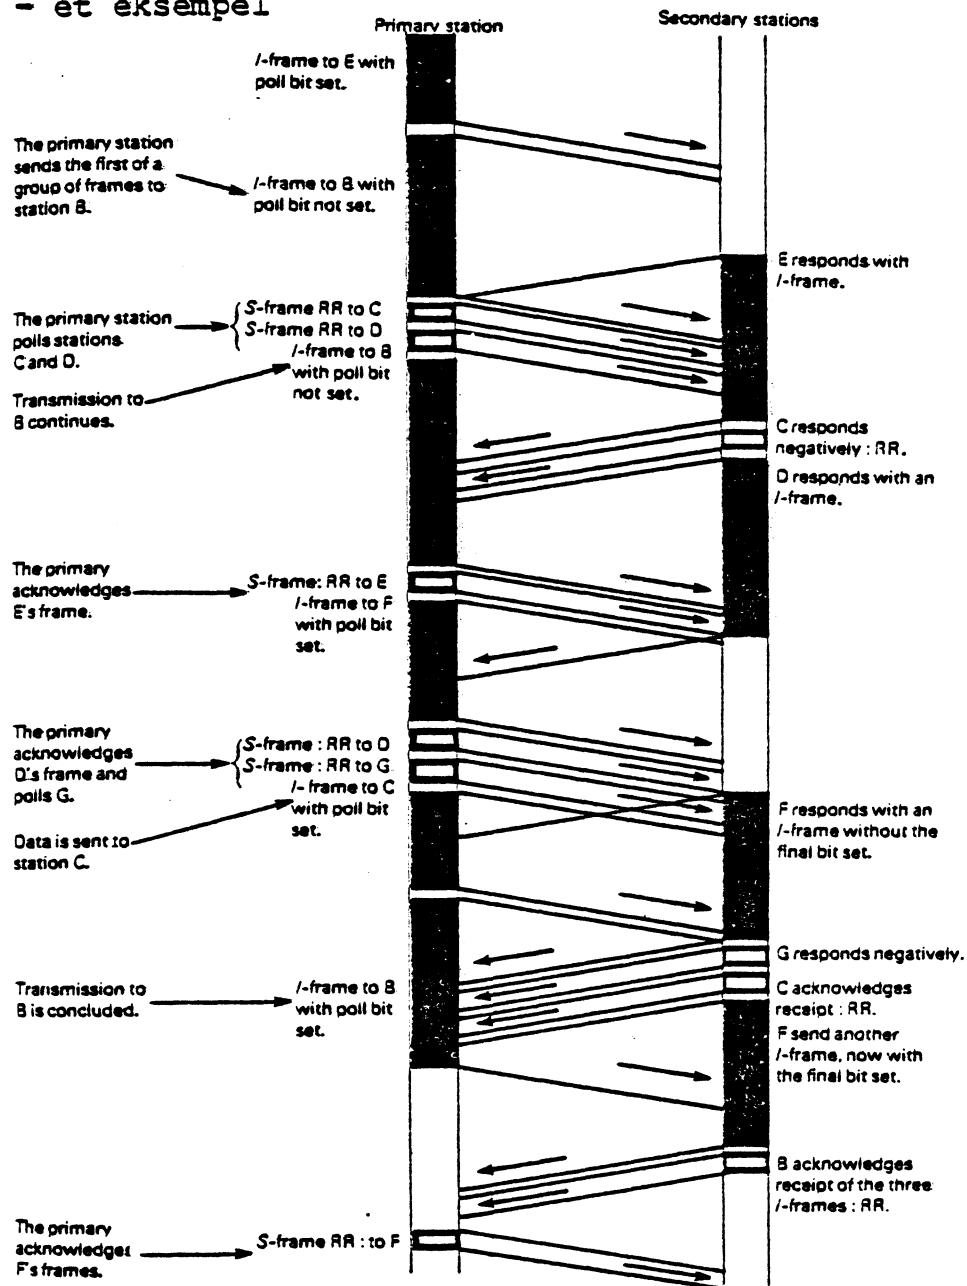 - et eksempel
Primary station
Secondary stations
I-frame to E with
poll bit set.
The primary station
sends the first of a
group of frames to
station B.
I-frame to B with
poll bit not set.
E responds with
I-frame.
The primary station
polls stations
C and D.
S-frame RR to C
S-frame RR to D
I-frame to B
with poll bit
not set.
Transmission to
B continues.
C responds
negatively : RR.
D responds with an
I-frame.
The primary
acknowledges
E's frame.
S-frame: RR to E
I-frame to F
with poll bit
set.
The primary
acknowledges
D's frame and
polls G.
S-frame : RR to D
S-frame : RR to G
I-frame to C
with poll bit
set.
Data is sent to
station C.
F responds with an
I-frame without the
final bit set.
G responds negatively.
Transmission to
B is concluded.
I-frame to B
with poll bit
set.
C acknowledges
receipt : RR.
F send another
I-frame, now with
the final bit set.
B acknowledges
receipt of the three
I-frames : RR.
The primary
acknowledges
F's frames.
S-frame RR : to F